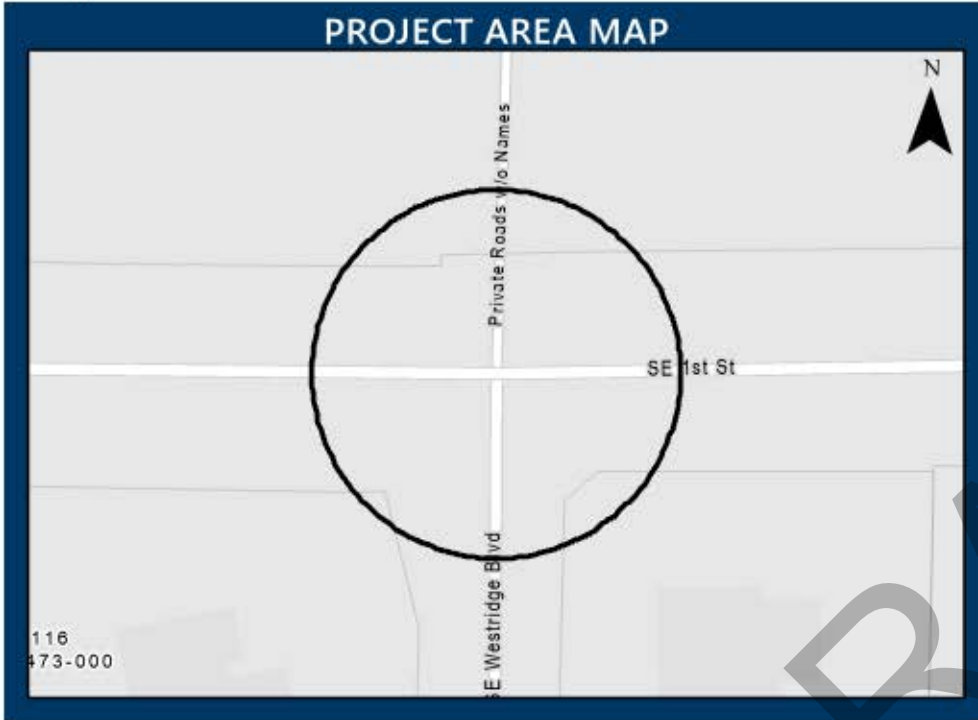 PROJECT AREA MAP
N
Private Roads w/o Names
SE 1st St
SE Westridge Blvd
116
473-000